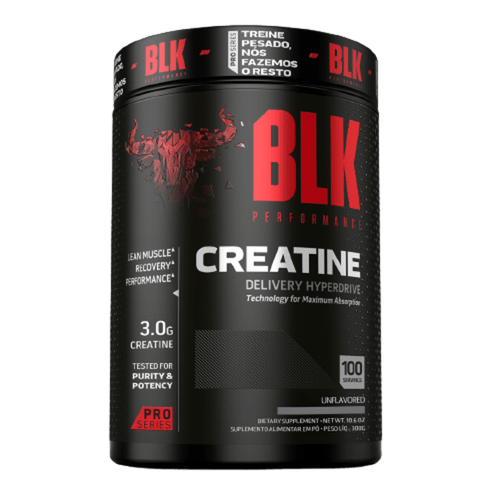 BLK
PERFORMANCE
PRO SERIES
TREINE
PESADO,
NÓS
FAZEMOS
O RESTO
BLK
BLK
PERFORMANCE
CREATINE
DELIVERY HYPERDRIVE
Technology for Maximum Absorption
LEAN MUSCLE
RECOVERY
PERFORMANCE
3.0G
CREATINE
TESTED FOR
PURITY &
POTENCY
PRO
SERIES
100
SERVINGS
UNFLAVORED
DIETARY SUPPLEMENT • NET WT. 10.6 OZ
SUPLEMENTO ALIMENTAR EM PÓ • PESO LÍQ.: 300G